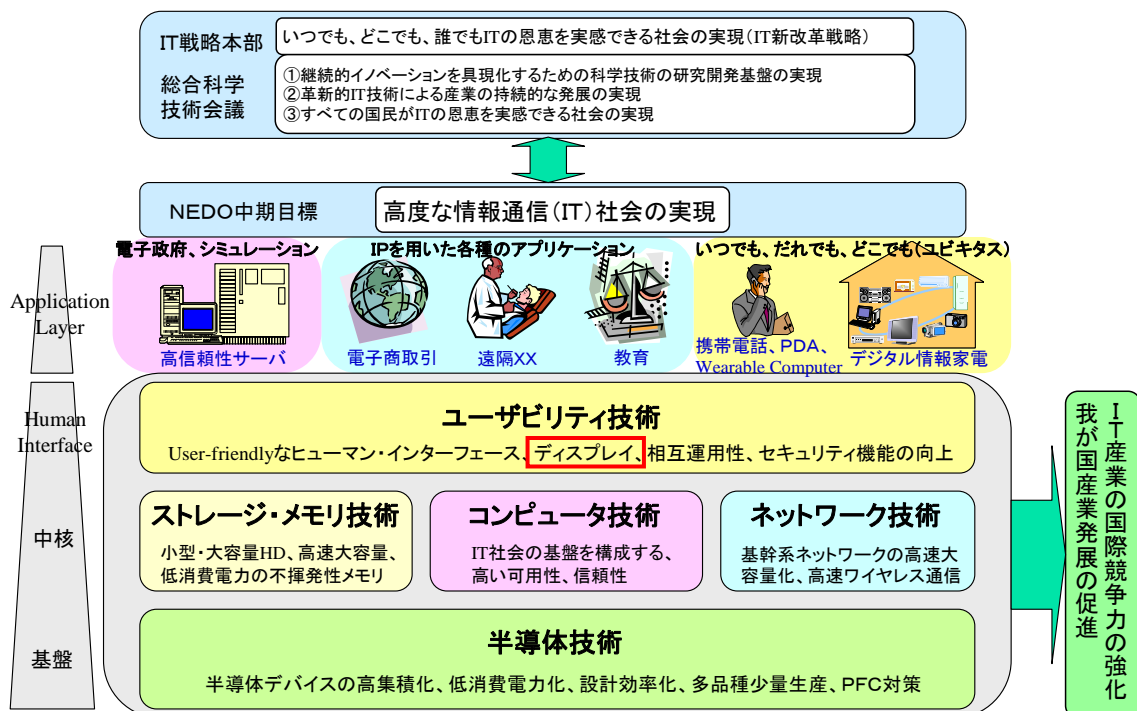 IT戦略本部
いつでも、どこでも、誰でもITの恩恵を実感できる社会の実現(IT新改革戦略)
総合科学
技術会議
①継続的イノベーションを具現化するための科学技術の研究開発基盤の実現
②革新的IT技術による産業の持続的な発展の実現
③すべての国民がITの恩恵を実感できる社会の実現
NEDO中期目標
高度な情報通信(IT)社会の実現
電子政府、シミュレーション
IPを用いた各種のアプリケーション
いつでも、だれでも、どこでも(ユビキタス)
Application
Layer
高信頼性サーバ
電子商取引
遠隔XX
教育
携帯電話、PDA、
Wearable Computer
デジタル情報家電
Human
Interface
ユーザビリティ技術
User-friendlyなヒューマン・インターフェース、ディスプレイ、相互運用性、セキュリティ機能の向上
中核
ストレージ・メモリ技術
小型・大容量HD、高速大容量、
低消費電力の不揮発性メモリ
コンピュータ技術
IT社会の基盤を構成する、
高い可用性、信頼性
ネットワーク技術
基幹系ネットワークの高速大
容量化、高速ワイヤレス通信
基盤
半導体技術
半導体デバイスの高集積化、低消費電力化、設計効率化、多品種少量生産、PFC対策
IT産業の国際競争力の強化
我が国産業発展の促進